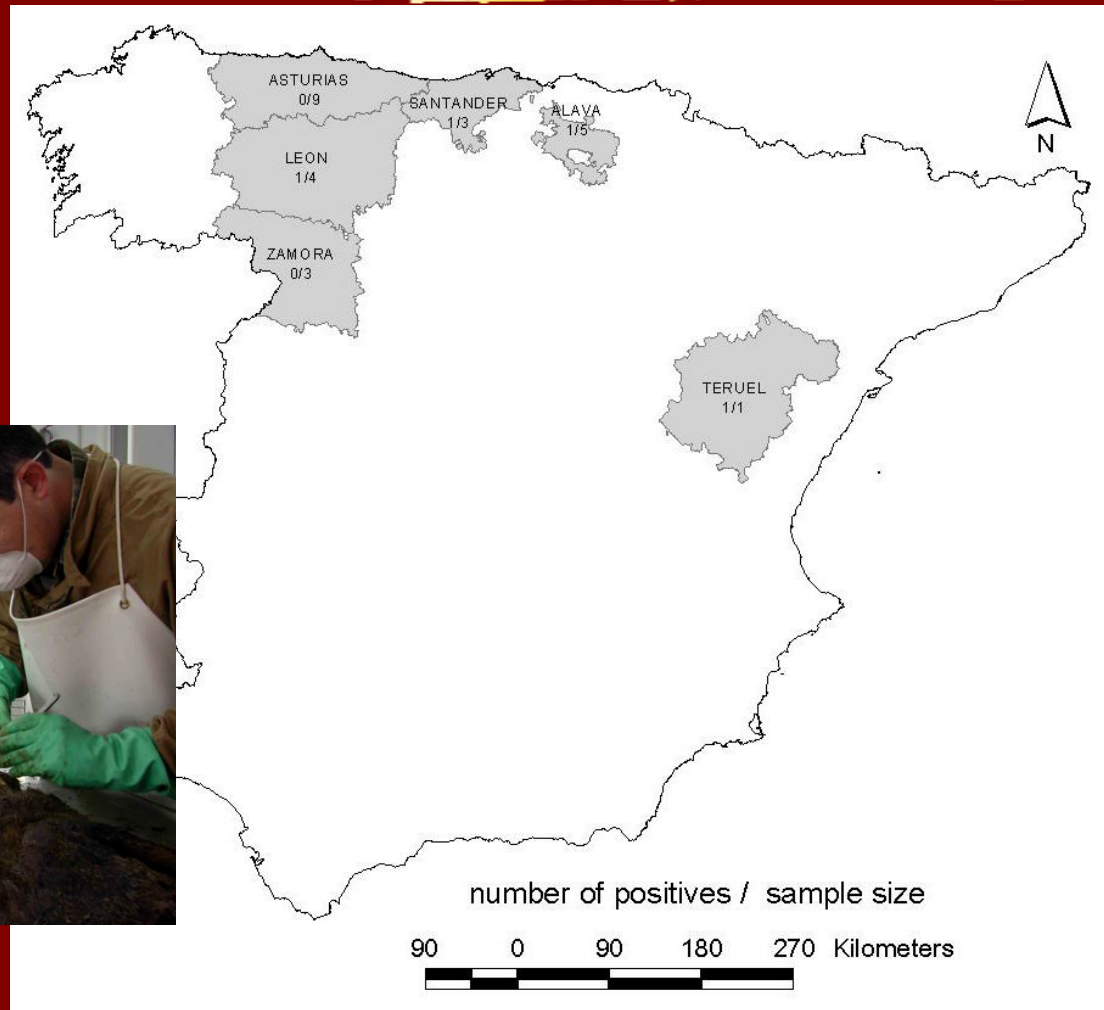 ASTURIAS
0/9
SANTANDER
1/3
ALAVA
1/5
LEON
1/4
N
ZAMORA
0/3
TERUEL
1/1
number of positives / sample size
90 0 90 180 270 Kilometers